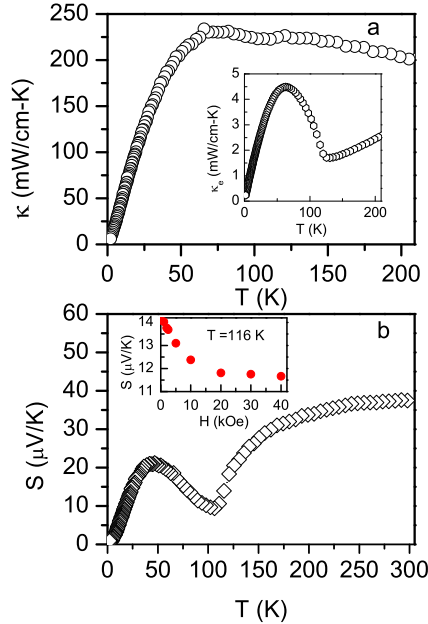 a
250
200
150
100
50
0
κ (mW/cm-K)
5
4
3
2
1
0
κe (mW/cm-K)
0 100 200
T (K)
0 50 100 150 200
T (K)
b
60
50
40
30
20
10
0
S (μV/K)
14
13
12
11
S (μV/K)
T =116 K
0 10 20 30 40
H (kOe)
0 50 100 150 200 250 300
T (K)